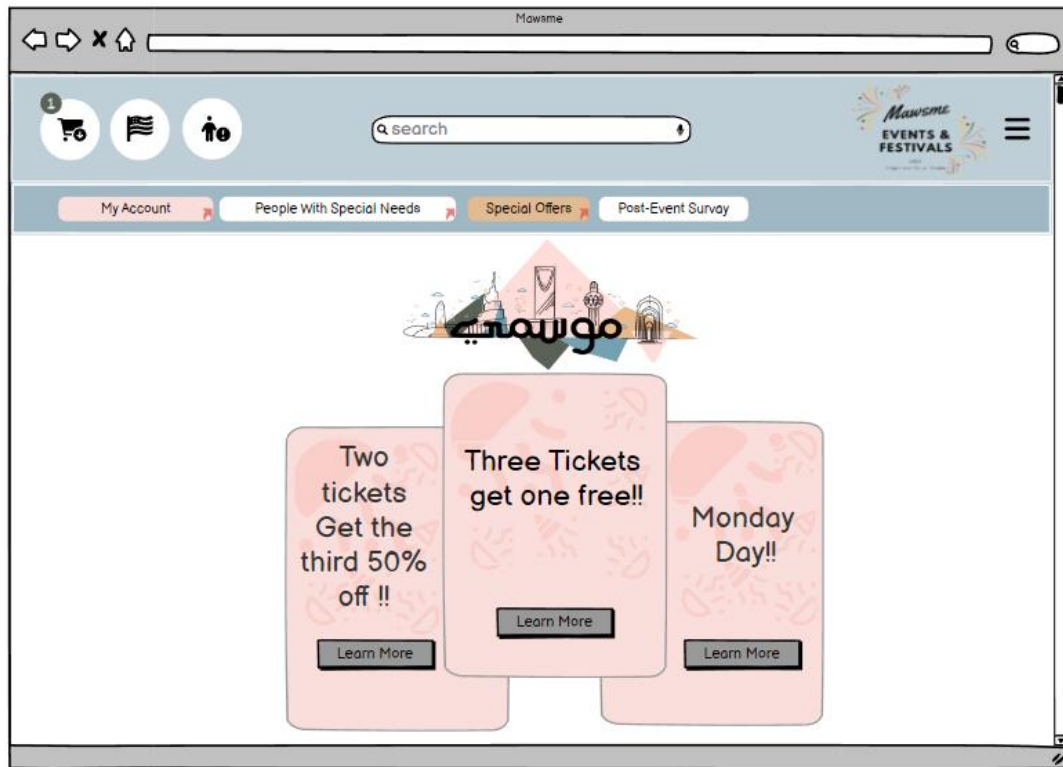 Mawsme
1
search
Mawsme
EVENTS &
FESTIVALS
My Account
People With Special Needs
Special Offers
Post-Event Survay
موسمي
Two
tickets
Get the
third 50%
off !!
Learn More
Three Tickets
get one free!!
Learn More
Monday
Day!!
Learn More